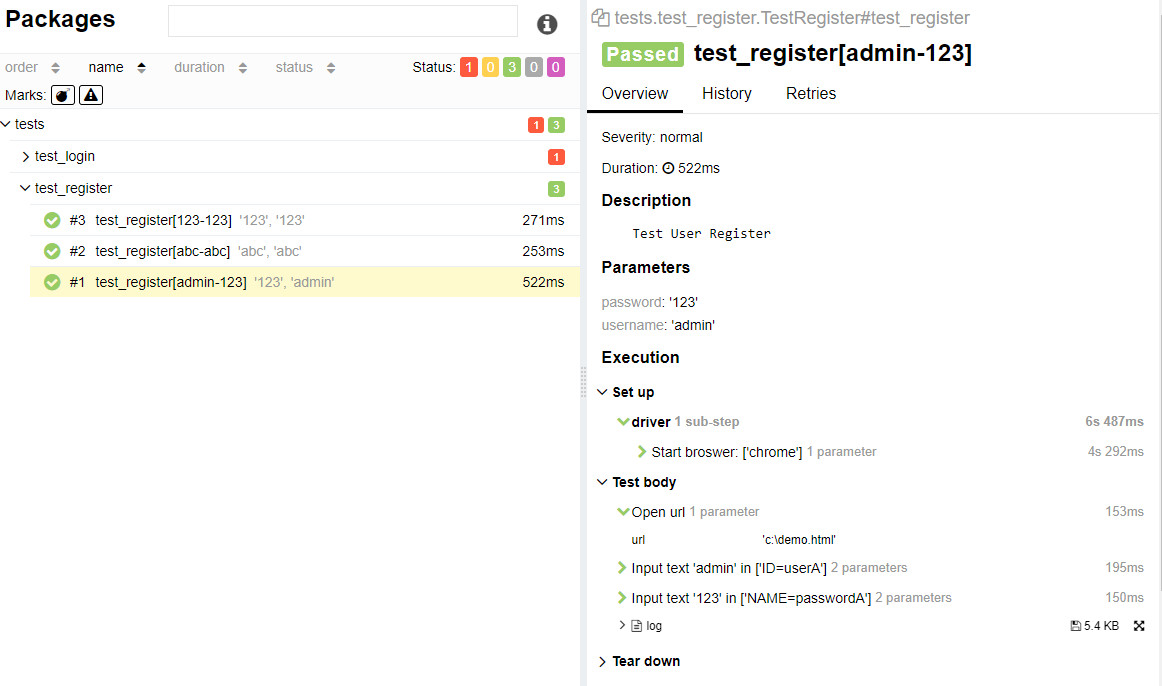 Packages
order name duration status Status: 1 0 3 0 0
Marks:
tests 1 3
test_login 1
test_register 3
#3 test_register[123-123] '123', '123' 271ms
#2 test_register[abc-abc] 'abc', 'abc' 253ms
#1 test_register[admin-123] '123', 'admin' 522ms
tests.test_register.TestRegister#test_register
Passed test_register[admin-123]
Overview History Retries
Severity: normal
Duration: 522ms
Description
Test User Register
Parameters
password: '123'
username: 'admin'
Execution
Set up
driver 1 sub-step 6s 487ms
Start broswer: ['chrome'] 1 parameter 4s 292ms
Test body
Open url 1 parameter 153ms
url 'c:\demo.html'
Input text 'admin' in ['ID=userA'] 2 parameters 195ms
Input text '123' in ['NAME=passwordA'] 2 parameters 150ms
log 5.4 KB
Tear down